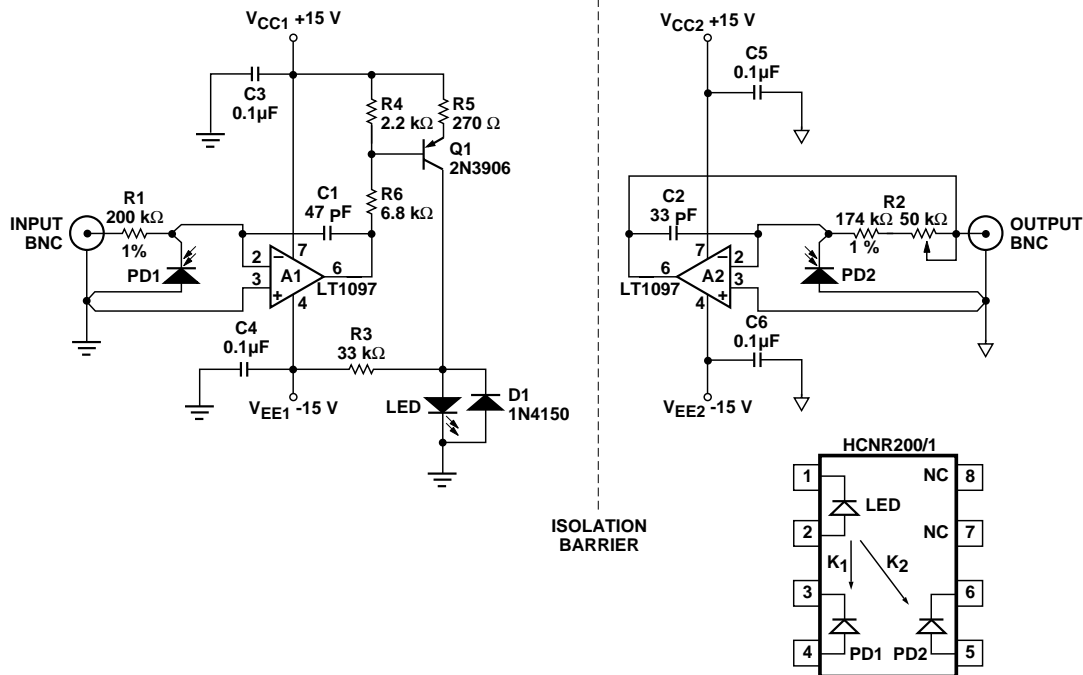 VCC1 +15 V
C3
0.1µF
R4
2.2 kΩ
R5
270 Ω
Q1
2N3906
R6
6.8 kΩ
C1
47 pF
R1
200 kΩ
1%
INPUT
BNC
PD1
2
3
7
6
4
A1
LT1097
–
+
C4
0.1µF
R3
33 kΩ
VEE1 -15 V
LED
D1
1N4150
ISOLATION
BARRIER
VCC2 +15 V
C5
0.1µF
C2
33 pF
R2
174 kΩ
50 kΩ
1 %
OUTPUT
BNC
6
7
2
3
4
A2
LT1097
–
+
PD2
C6
0.1µF
VEE2 -15 V
HCNR200/1
1
2
3
4
LED
K1
K2
NC
8
NC
7
6
5
PD1
PD2